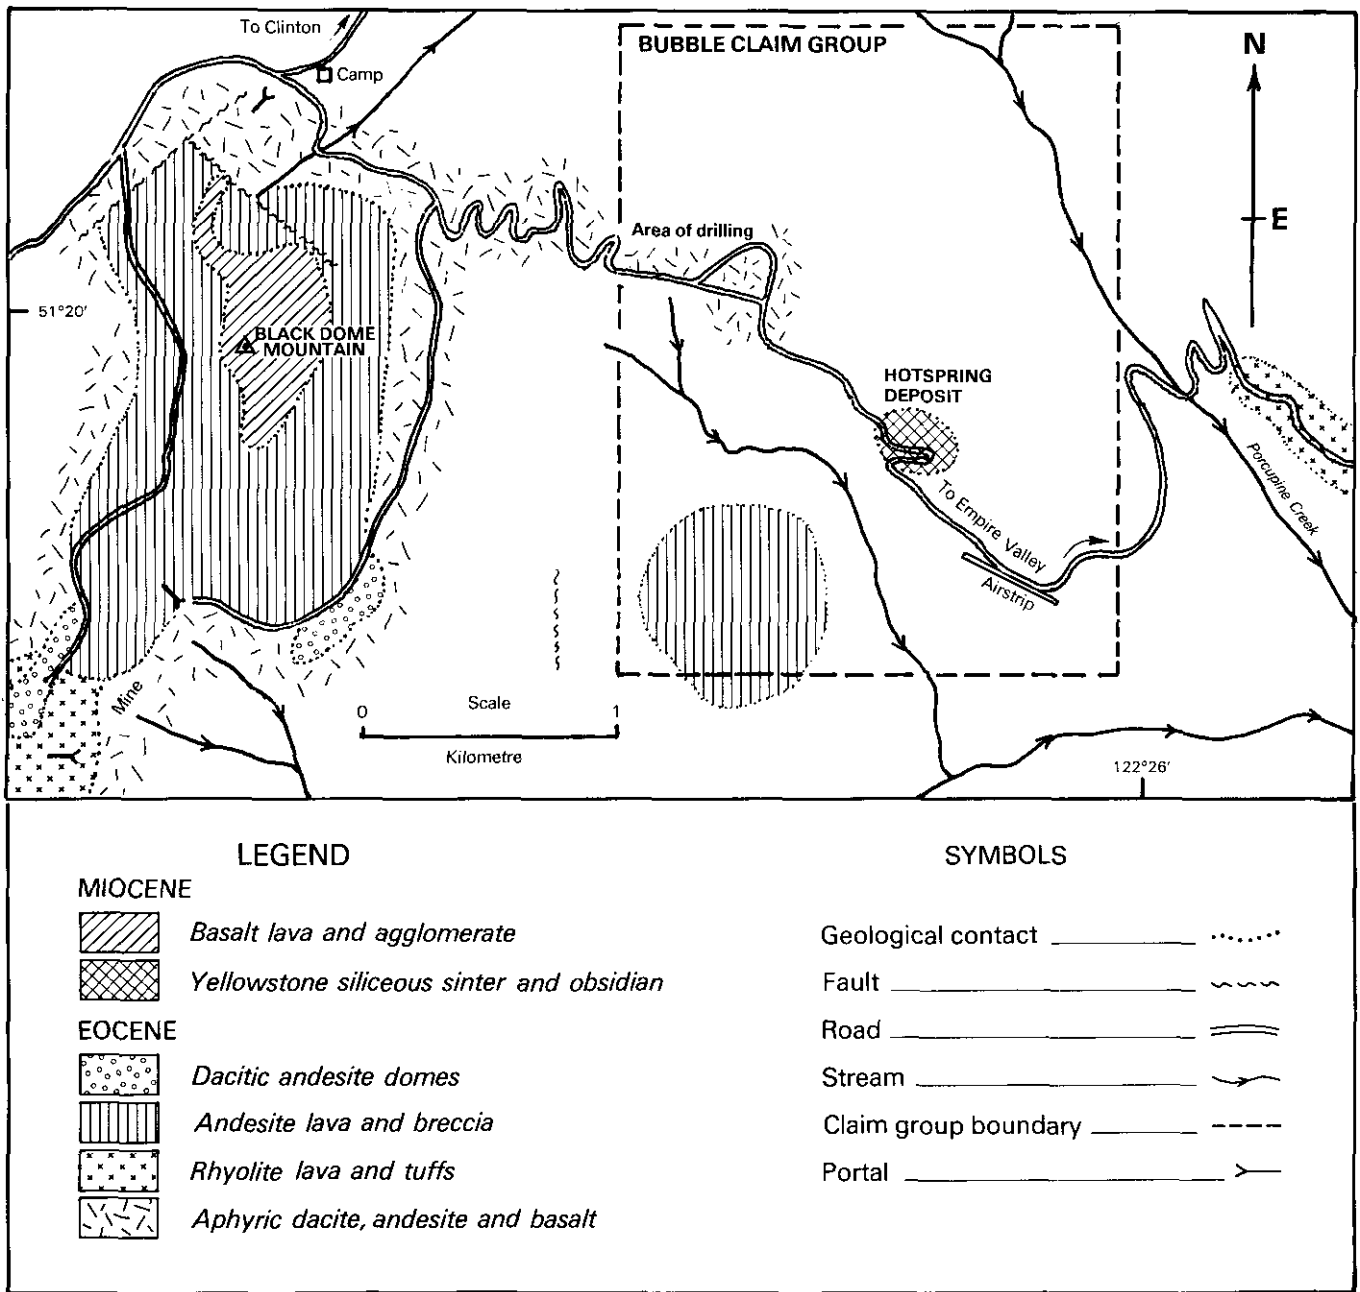 To Clinton
Camp
BUBBLE CLAIM GROUP
N
E
Area of drilling
51°20′
BLACK DOME
MOUNTAIN
HOTSPRING
DEPOSIT
To Empire Valley
Airstrip
Porcupine Creek
Mine
0
Scale
1
Kilometre
122°26′
LEGEND
MIOCENE
Basalt lava and agglomerate
Yellowstone siliceous sinter and obsidian
EOCENE
Dacitic andesite domes
Andesite lava and breccia
Rhyolite lava and tuffs
Aphyric dacite, andesite and basalt
SYMBOLS
Geological contact
Fault
Road
Stream
Claim group boundary
Portal